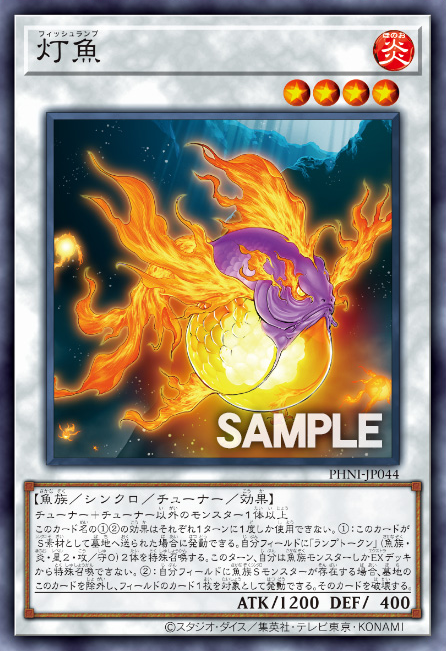 フィッシュランプ
灯魚
ほのお
炎
SAMPLE
PHNI-JP044
【魚族／シンクロ／チューナー／効果】
チューナー＋チューナー以外のモンスター1体以上
このカード名の①②の効果はそれぞれ1ターンに1度しか使用できない。①：このカードが
S素材として墓地へ送られた場合に発動できる。自分フィールドに「ランプトークン」（魚族・
炎・星2・攻／守0）2体を特殊召喚する。このターン、自分は魚族モンスターしかEXデッキ
から特殊召喚できない。②：自分フィールドに魚族Sモンスターが存在する場合、墓地の
このカードを除外し、フィールドのカード1枚を対象として発動できる。そのカードを破壊する。
ATK/1200 DEF/ 400
©スタジオ・ダイス／集英社・テレビ東京・KONAMI